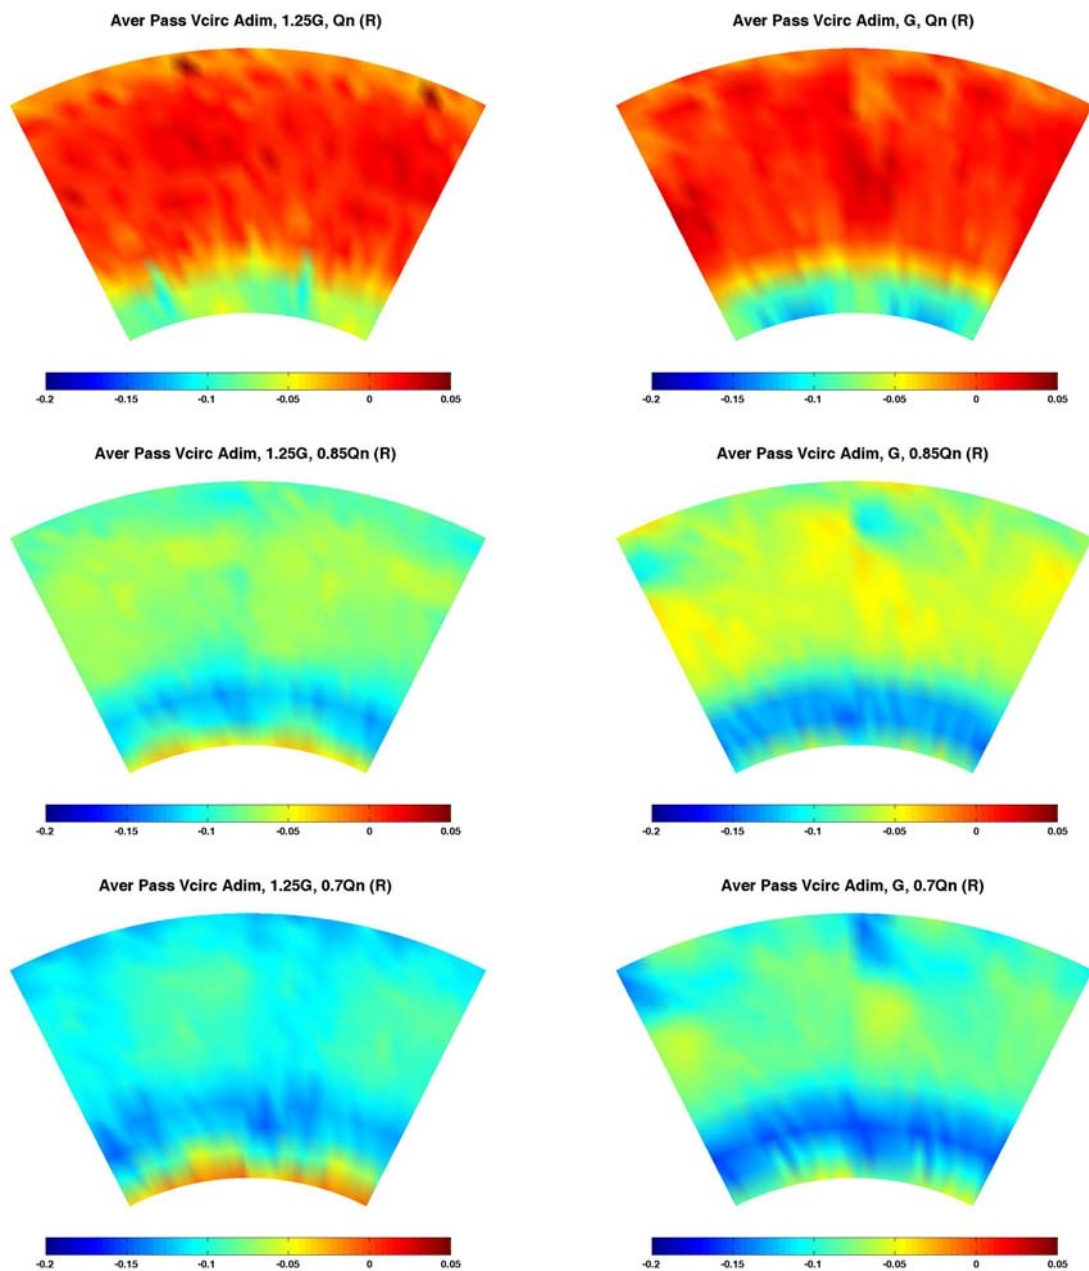 Aver Pass Vcirc Adim, 1.25G, Qn (R)
Aver Pass Vcirc Adim, G, Qn (R)
-0.2 -0.15 -0.1 -0.05 0 0.05
-0.2 -0.15 -0.1 -0.05 0 0.05
Aver Pass Vcirc Adim, 1.25G, 0.85Qn (R)
Aver Pass Vcirc Adim, G, 0.85Qn (R)
-0.2 -0.15 -0.1 -0.05 0 0.05
-0.2 -0.15 -0.1 -0.05 0 0.05
Aver Pass Vcirc Adim, 1.25G, 0.7Qn (R)
Aver Pass Vcirc Adim, G, 0.7Qn (R)
-0.2 -0.15 -0.1 -0.05 0 0.05
-0.2 -0.15 -0.1 -0.05 0 0.05